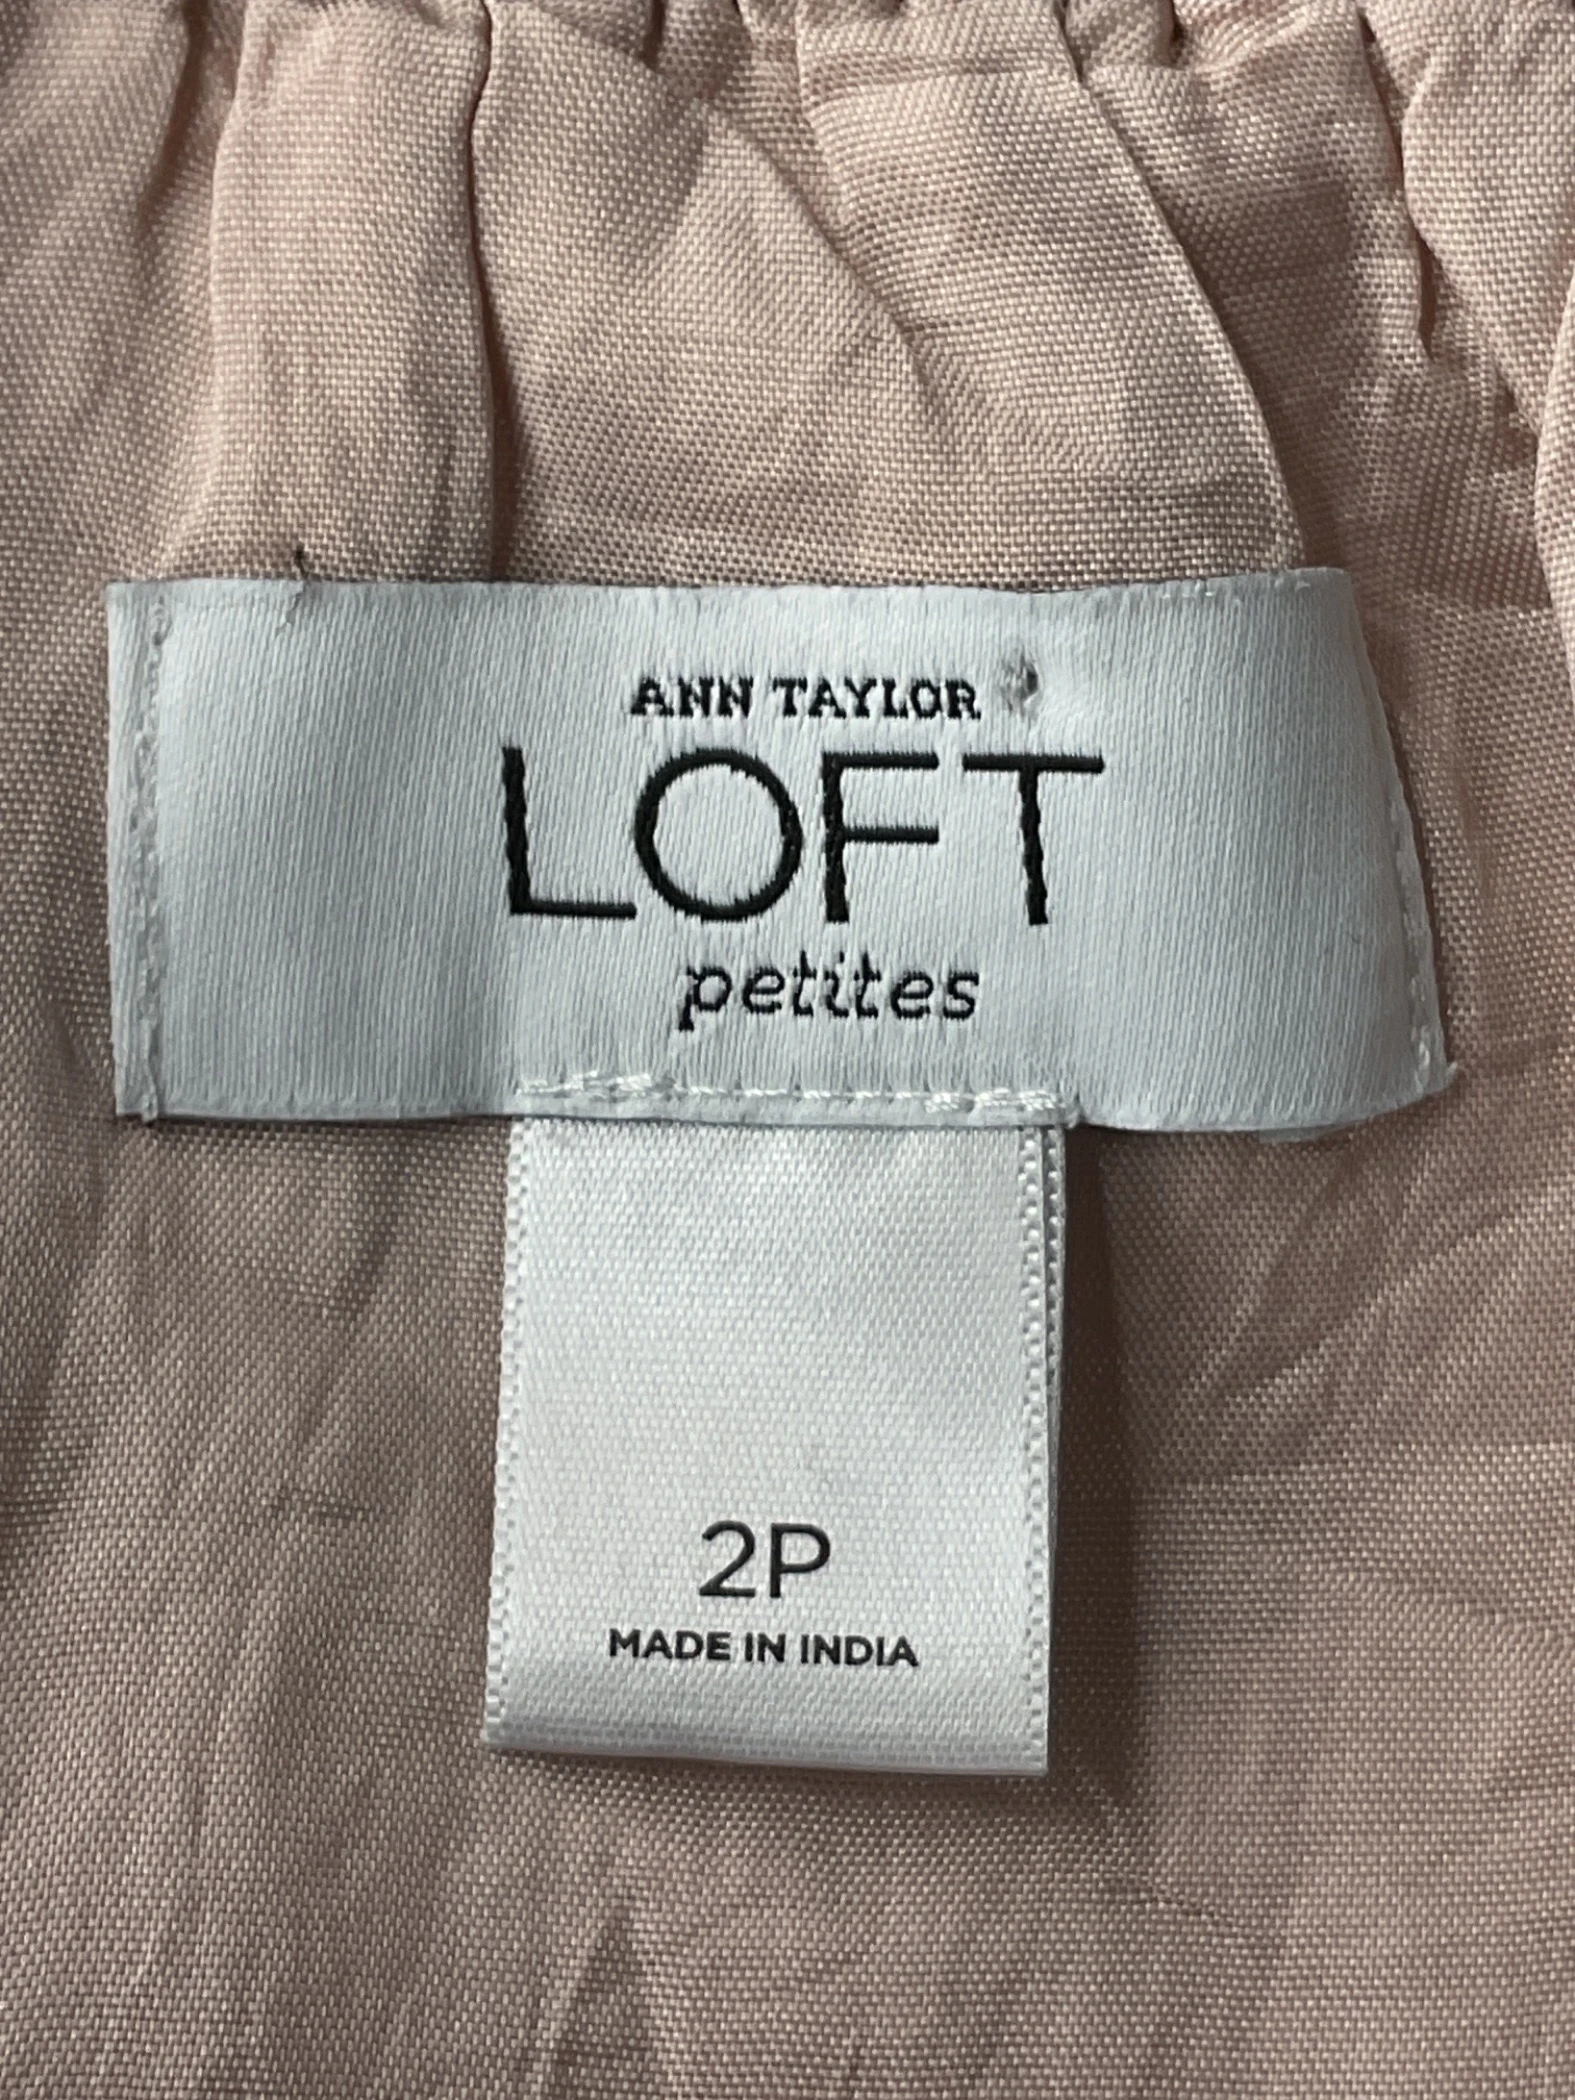 ANN TAYLOR
LOFT
petites
2P
MADE IN INDIA